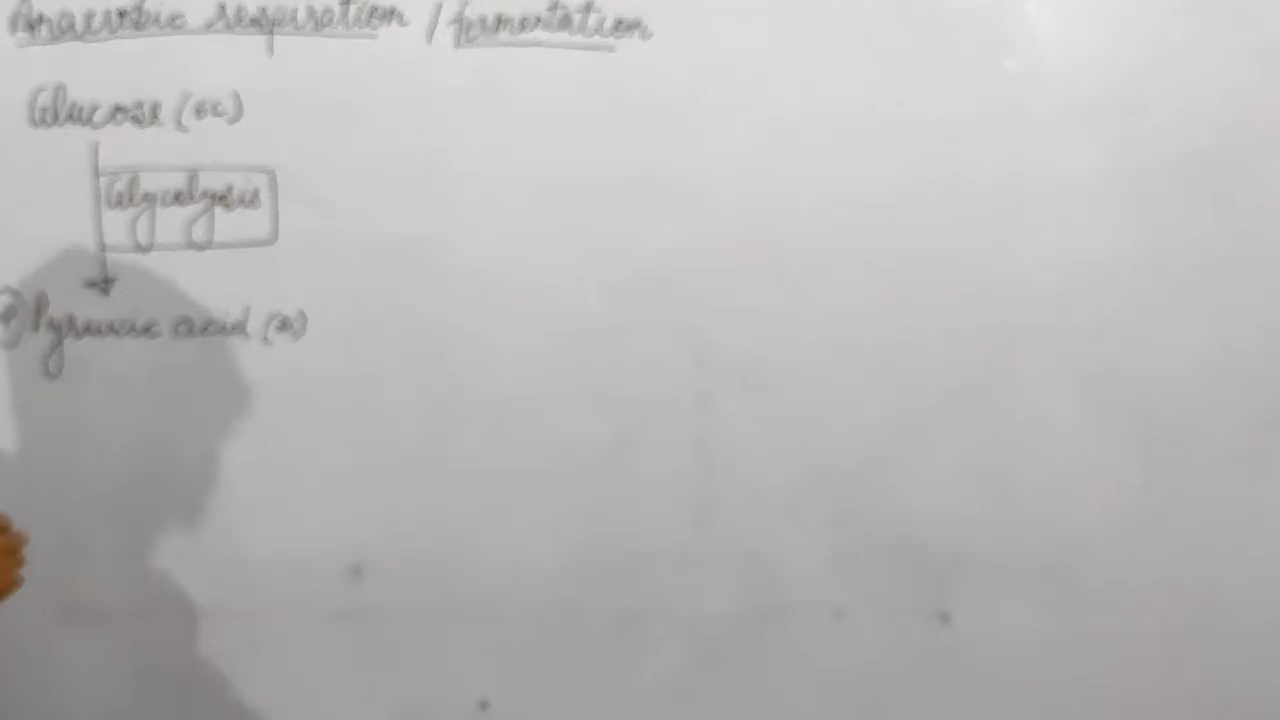 Anaerobic respiration / fermentation
Glucose (6C)
Glycolysis
Pyruvic acid